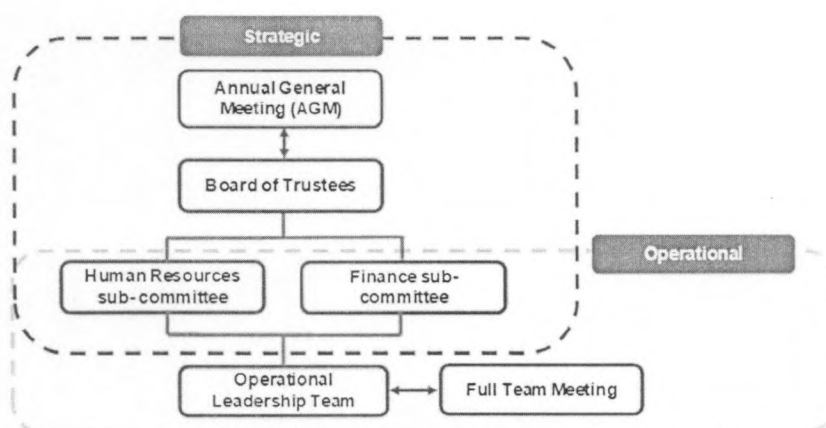 Strategic
Annual General
Meeting (AGM)
Board of Trustees
Operational
Human Resources
sub-committee
Finance sub-
committee
Operational
Leadership Team
Full Team Meeting